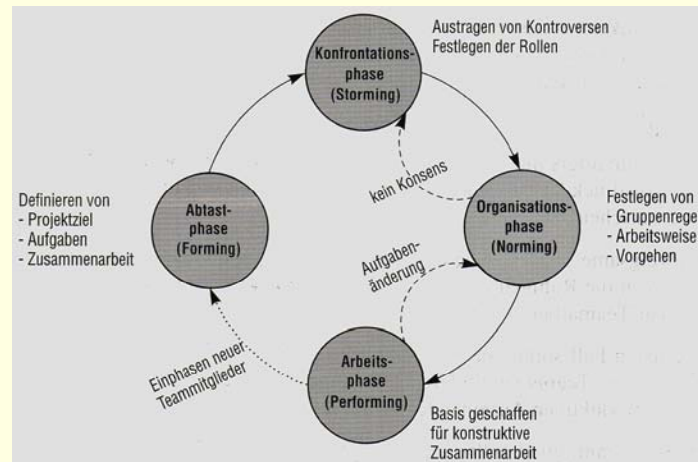 Austragen von Kontroversen
Festlegen der Rollen
Konfrontations-
phase
(Storming)
kein Konsens
Definieren von
- Projektziel
- Aufgaben
- Zusammenarbeit
Abtast-
phase
(Forming)
Organisations-
phase
(Norming)
Festlegen von
- Gruppenrege
- Arbeitsweise
- Vorgehen
Aufgaben-
änderung
Einphasen neuer
Teammitglieder
Arbeits-
phase
(Performing)
Basis geschaffen
für konstruktive
Zusammenarbeit